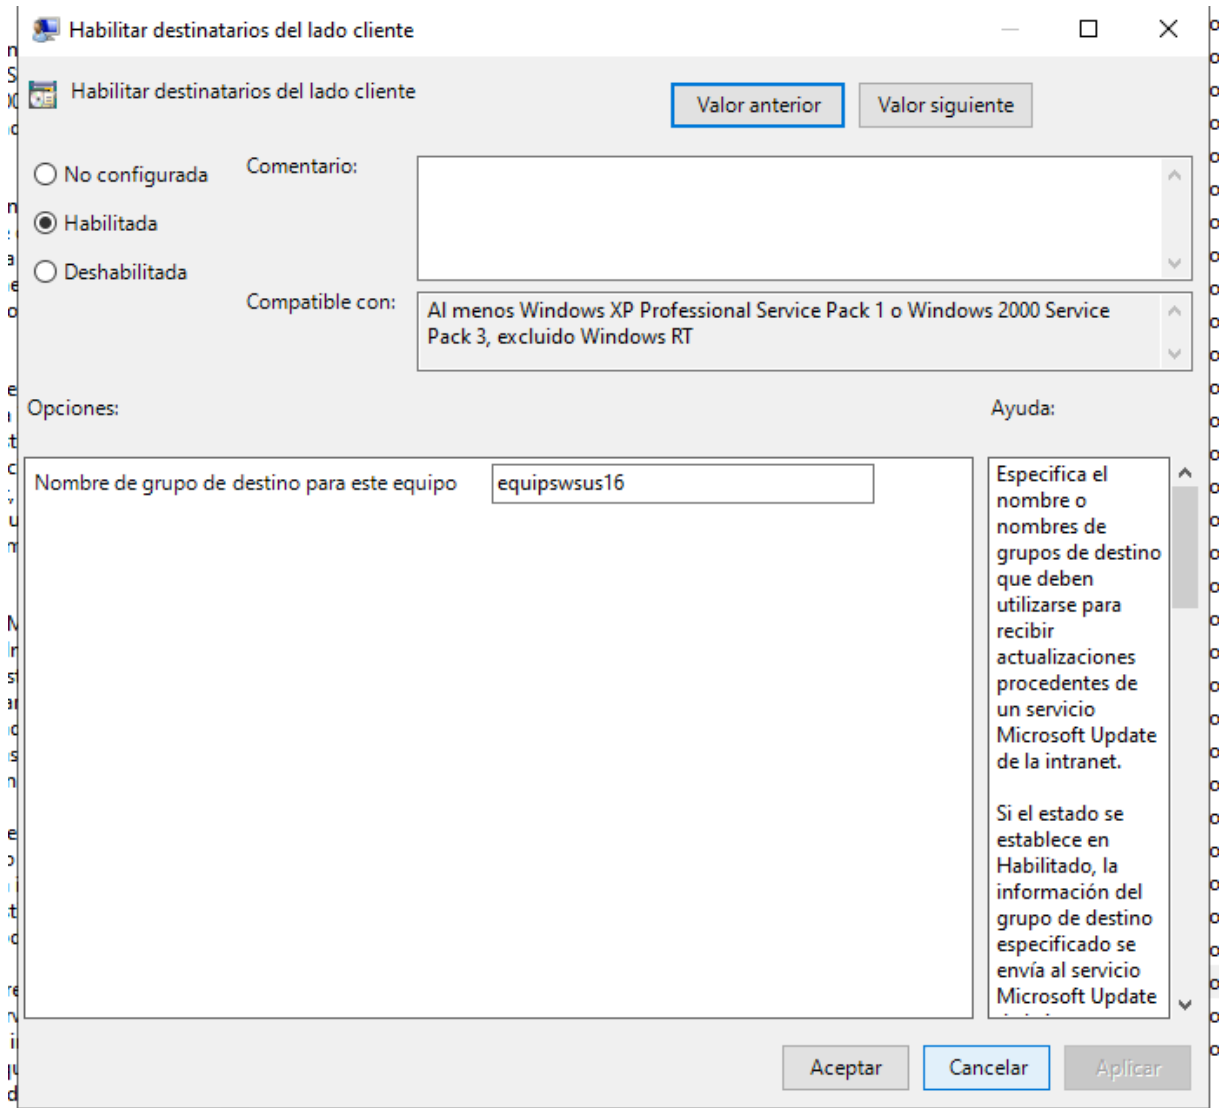 Habilitar destinatarios del lado cliente
Habilitar destinatarios del lado cliente
Valor anterior
Valor siguiente
No configurada
Habilitada
Deshabilitada
Comentario:
Compatible con:
Al menos Windows XP Professional Service Pack 1 o Windows 2000 Service
Pack 3, excluido Windows RT
Opciones:
Ayuda:
Nombre de grupo de destino para este equipo
equipswsus16
Especifica el
nombre o
nombres de
grupos de destino
que deben
utilizarse para
recibir
actualizaciones
procedentes de
un servicio
Microsoft Update
de la intranet.
Si el estado se
establece en
Habilitado, la
información del
grupo de destino
especificado se
envía al servicio
Microsoft Update
Aceptar
Cancelar
Aplicar